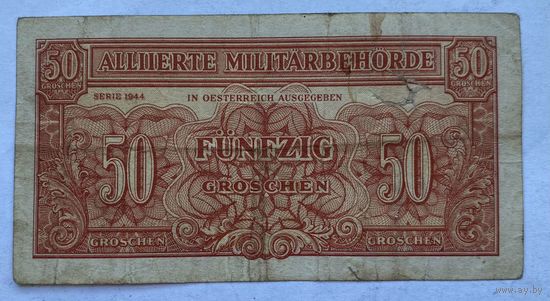 50 ALLIIERTE MILITÄRBEHÖRDE 50
GROSCHEN GROSCHEN
SERIE 1944 IN OESTERREICH AUSGEGEBEN
50 FÜNFZIG 50
GROSCHEN
GROSCHEN GROSCHEN
www.ay.by